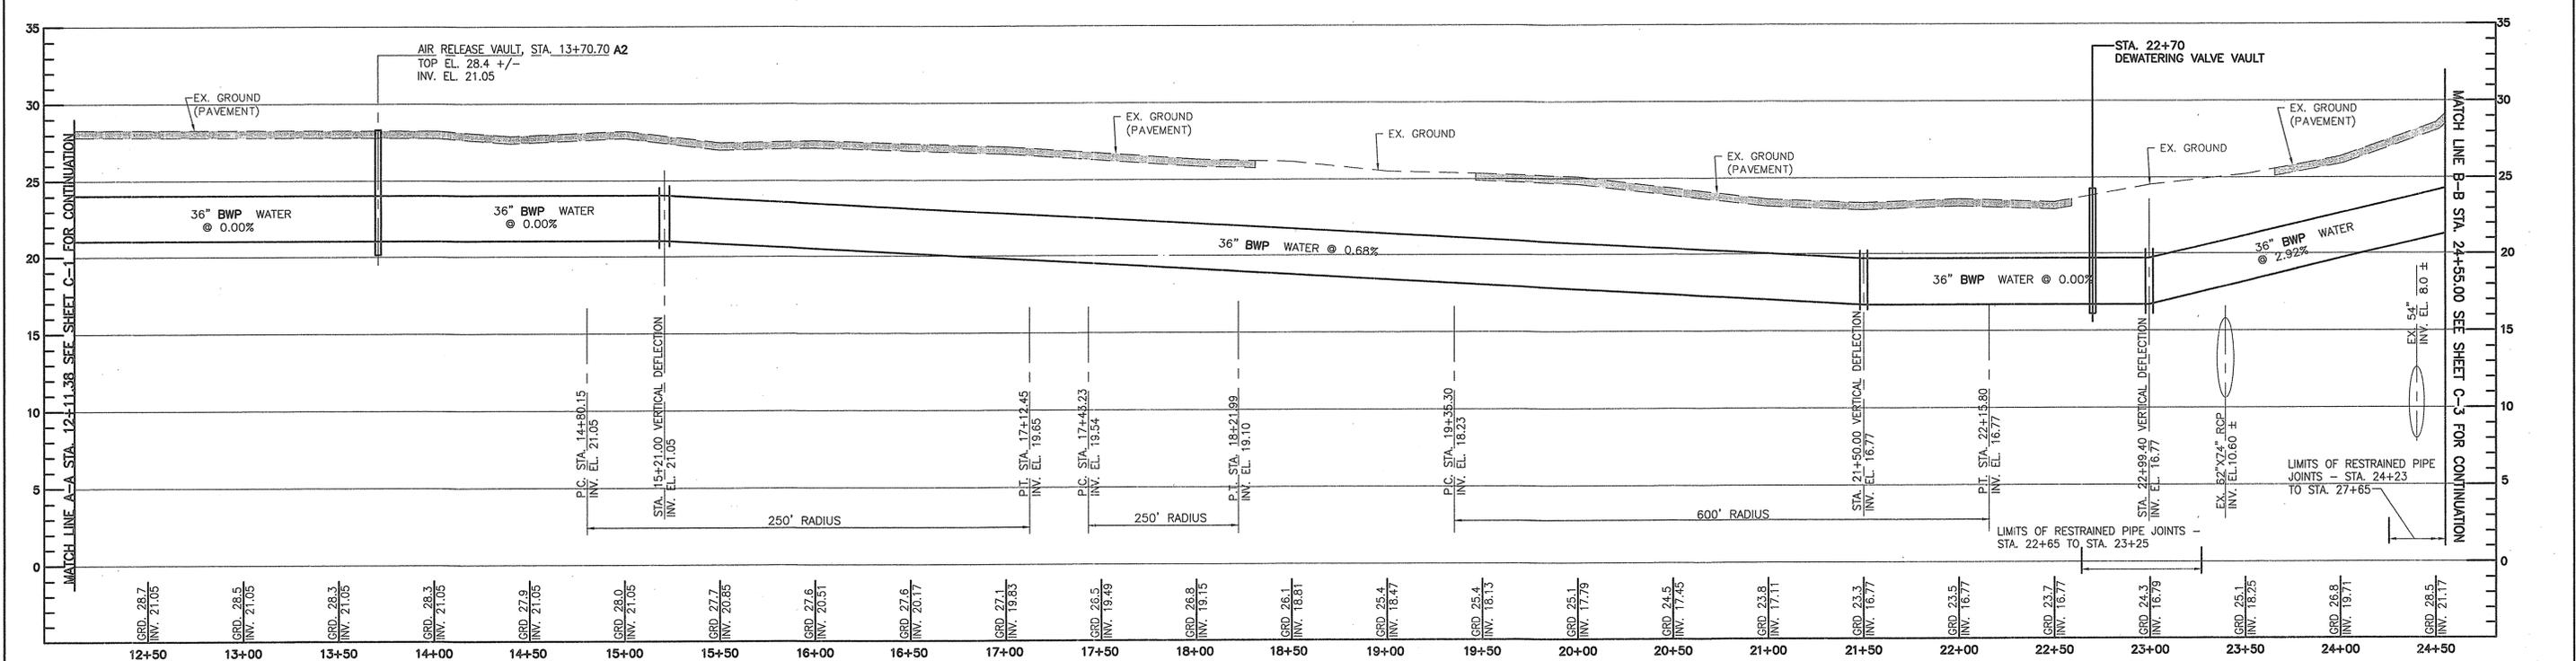 35
30
25
20
15
10
5
0
35
30
25
20
15
10
5
0
MATCH LINE A-A STA. 12+11.38 SEE SHEET C-1 FOR CONTINUATION
AIR RELEASE VAULT, STA. 13+70.70 A2
TOP EL. 28.4 +/-
INV. EL. 21.05
STA. 22+70
DEWATERING VALVE VAULT
EX. GROUND
(PAVEMENT)
EX. GROUND
(PAVEMENT)
EX. GROUND
EX. GROUND
(PAVEMENT)
EX. GROUND
EX. GROUND
(PAVEMENT)
36" BWP WATER
@ 0.00%
36" BWP WATER
@ 0.00%
36" BWP WATER @ 0.68%
36" BWP WATER @ 0.00%
36" BWP WATER
@ 2.92%
P.C. STA. 14+80.15
INV. EL. 21.05
STA. 15+21.00 VERTICAL DEFLECTION
INV. EL. 21.05
P.T. STA. 17+12.45
INV. EL. 19.65
P.C. STA. 17+43.23
INV. EL. 19.54
P.T. STA. 18+21.99
INV. EL. 19.10
P.C. STA. 19+35.30
INV. EL. 18.23
STA. 21+50.00 VERTICAL DEFLECTION
INV. EL. 16.77
P.T. STA. 22+15.80
INV. EL. 16.77
STA. 22+99.40 VERTICAL DEFLECTION
INV. EL. 16.77
EX. 62"X74" RCP
INV. EL.10.60 ±
EX. 54"
INV. EL. 8.0 ±
MATCH LINE B-B STA. 24+55.00 SEE SHEET C-3 FOR CONTINUATION
250' RADIUS
250' RADIUS
600' RADIUS
LIMITS OF RESTRAINED PIPE JOINTS -
STA. 22+65 TO STA. 23+25
LIMITS OF RESTRAINED PIPE
JOINTS - STA. 24+23
TO STA. 27+65
GRD. 28.7
INV. 21.05
GRD. 28.5
INV. 21.05
GRD. 28.3
INV. 21.05
GRD. 28.3
INV. 21.05
GRD. 27.9
INV. 21.05
GRD. 28.0
INV. 21.05
GRD 27.7
INV. 20.85
GRD 27.6
INV. 20.51
GRD 27.6
INV. 20.17
GRD 27.1
INV. 19.83
GRD 26.5
INV. 19.49
GRD 26.8
INV. 19.15
GRD 26.1
INV. 18.81
GRD 25.4
INV. 18.47
GRD 25.4
INV. 18.13
GRD 25.1
INV. 17.79
GRD 24.5
INV. 17.45
GRD 23.8
INV. 17.11
GRD 23.3
INV. 16.77
GRD 23.5
INV. 16.77
GRD 23.7
INV. 16.77
GRD 24.3
INV. 16.79
GRD 25.1
INV. 18.25
GRD 26.8
INV. 19.71
GRD 28.5
INV. 21.17
12+50 13+00 13+50 14+00 14+50 15+00 15+50 16+00 16+50 17+00 17+50 18+00 18+50 19+00 19+50 20+00 20+50 21+00 21+50 22+00 22+50 23+00 23+50 24+00 24+50